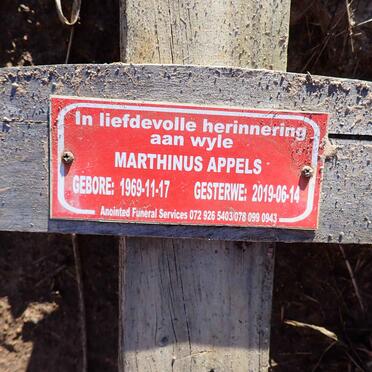 In liefdevolle herinnering
aan wyle
MARTHINUS APPELS
GEBORE: 1969-11-17 GESTERWE: 2019-06-14
Anointed Funeral Services 072 926 5403/078 099 0943